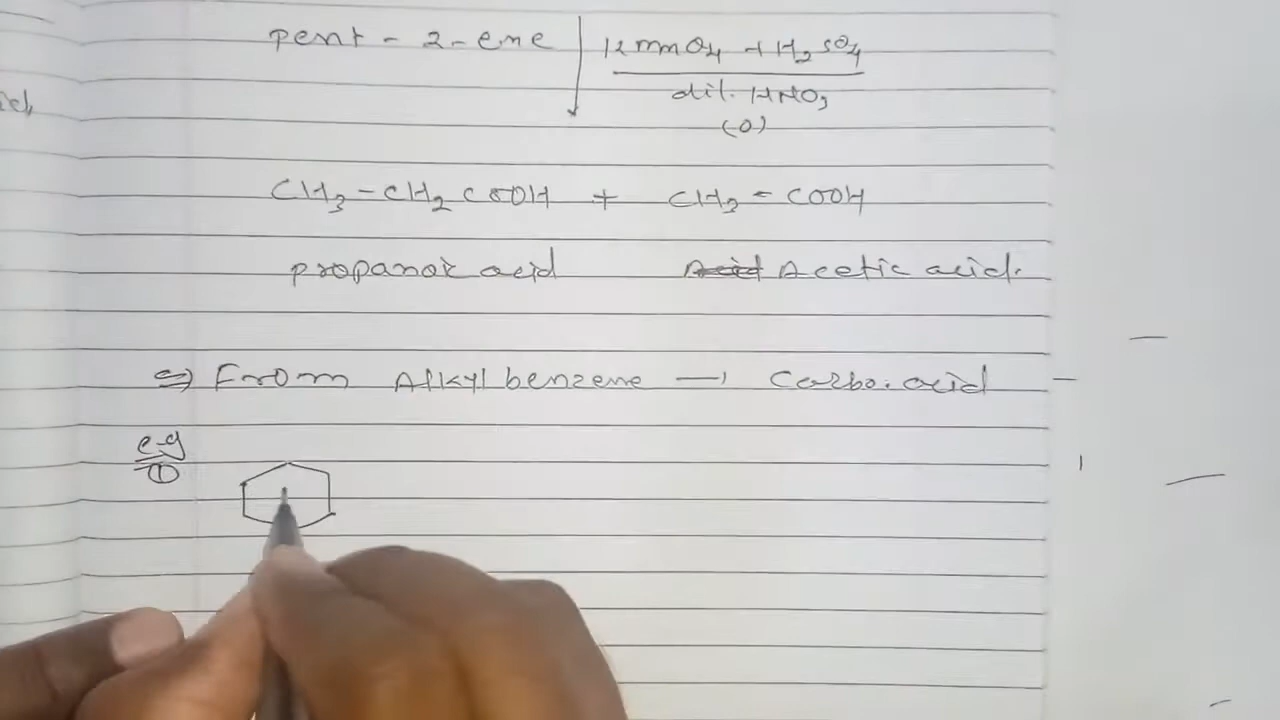 pent - 2 - ene KMnO4 + H2SO4
dil. HNO3
(O)
CH3 - CH2 COOH + CH3 - COOH
propanoic acid Acid Acetic acid.
⇒ From Alkyl benzene → Carbo. acid
e.g
①